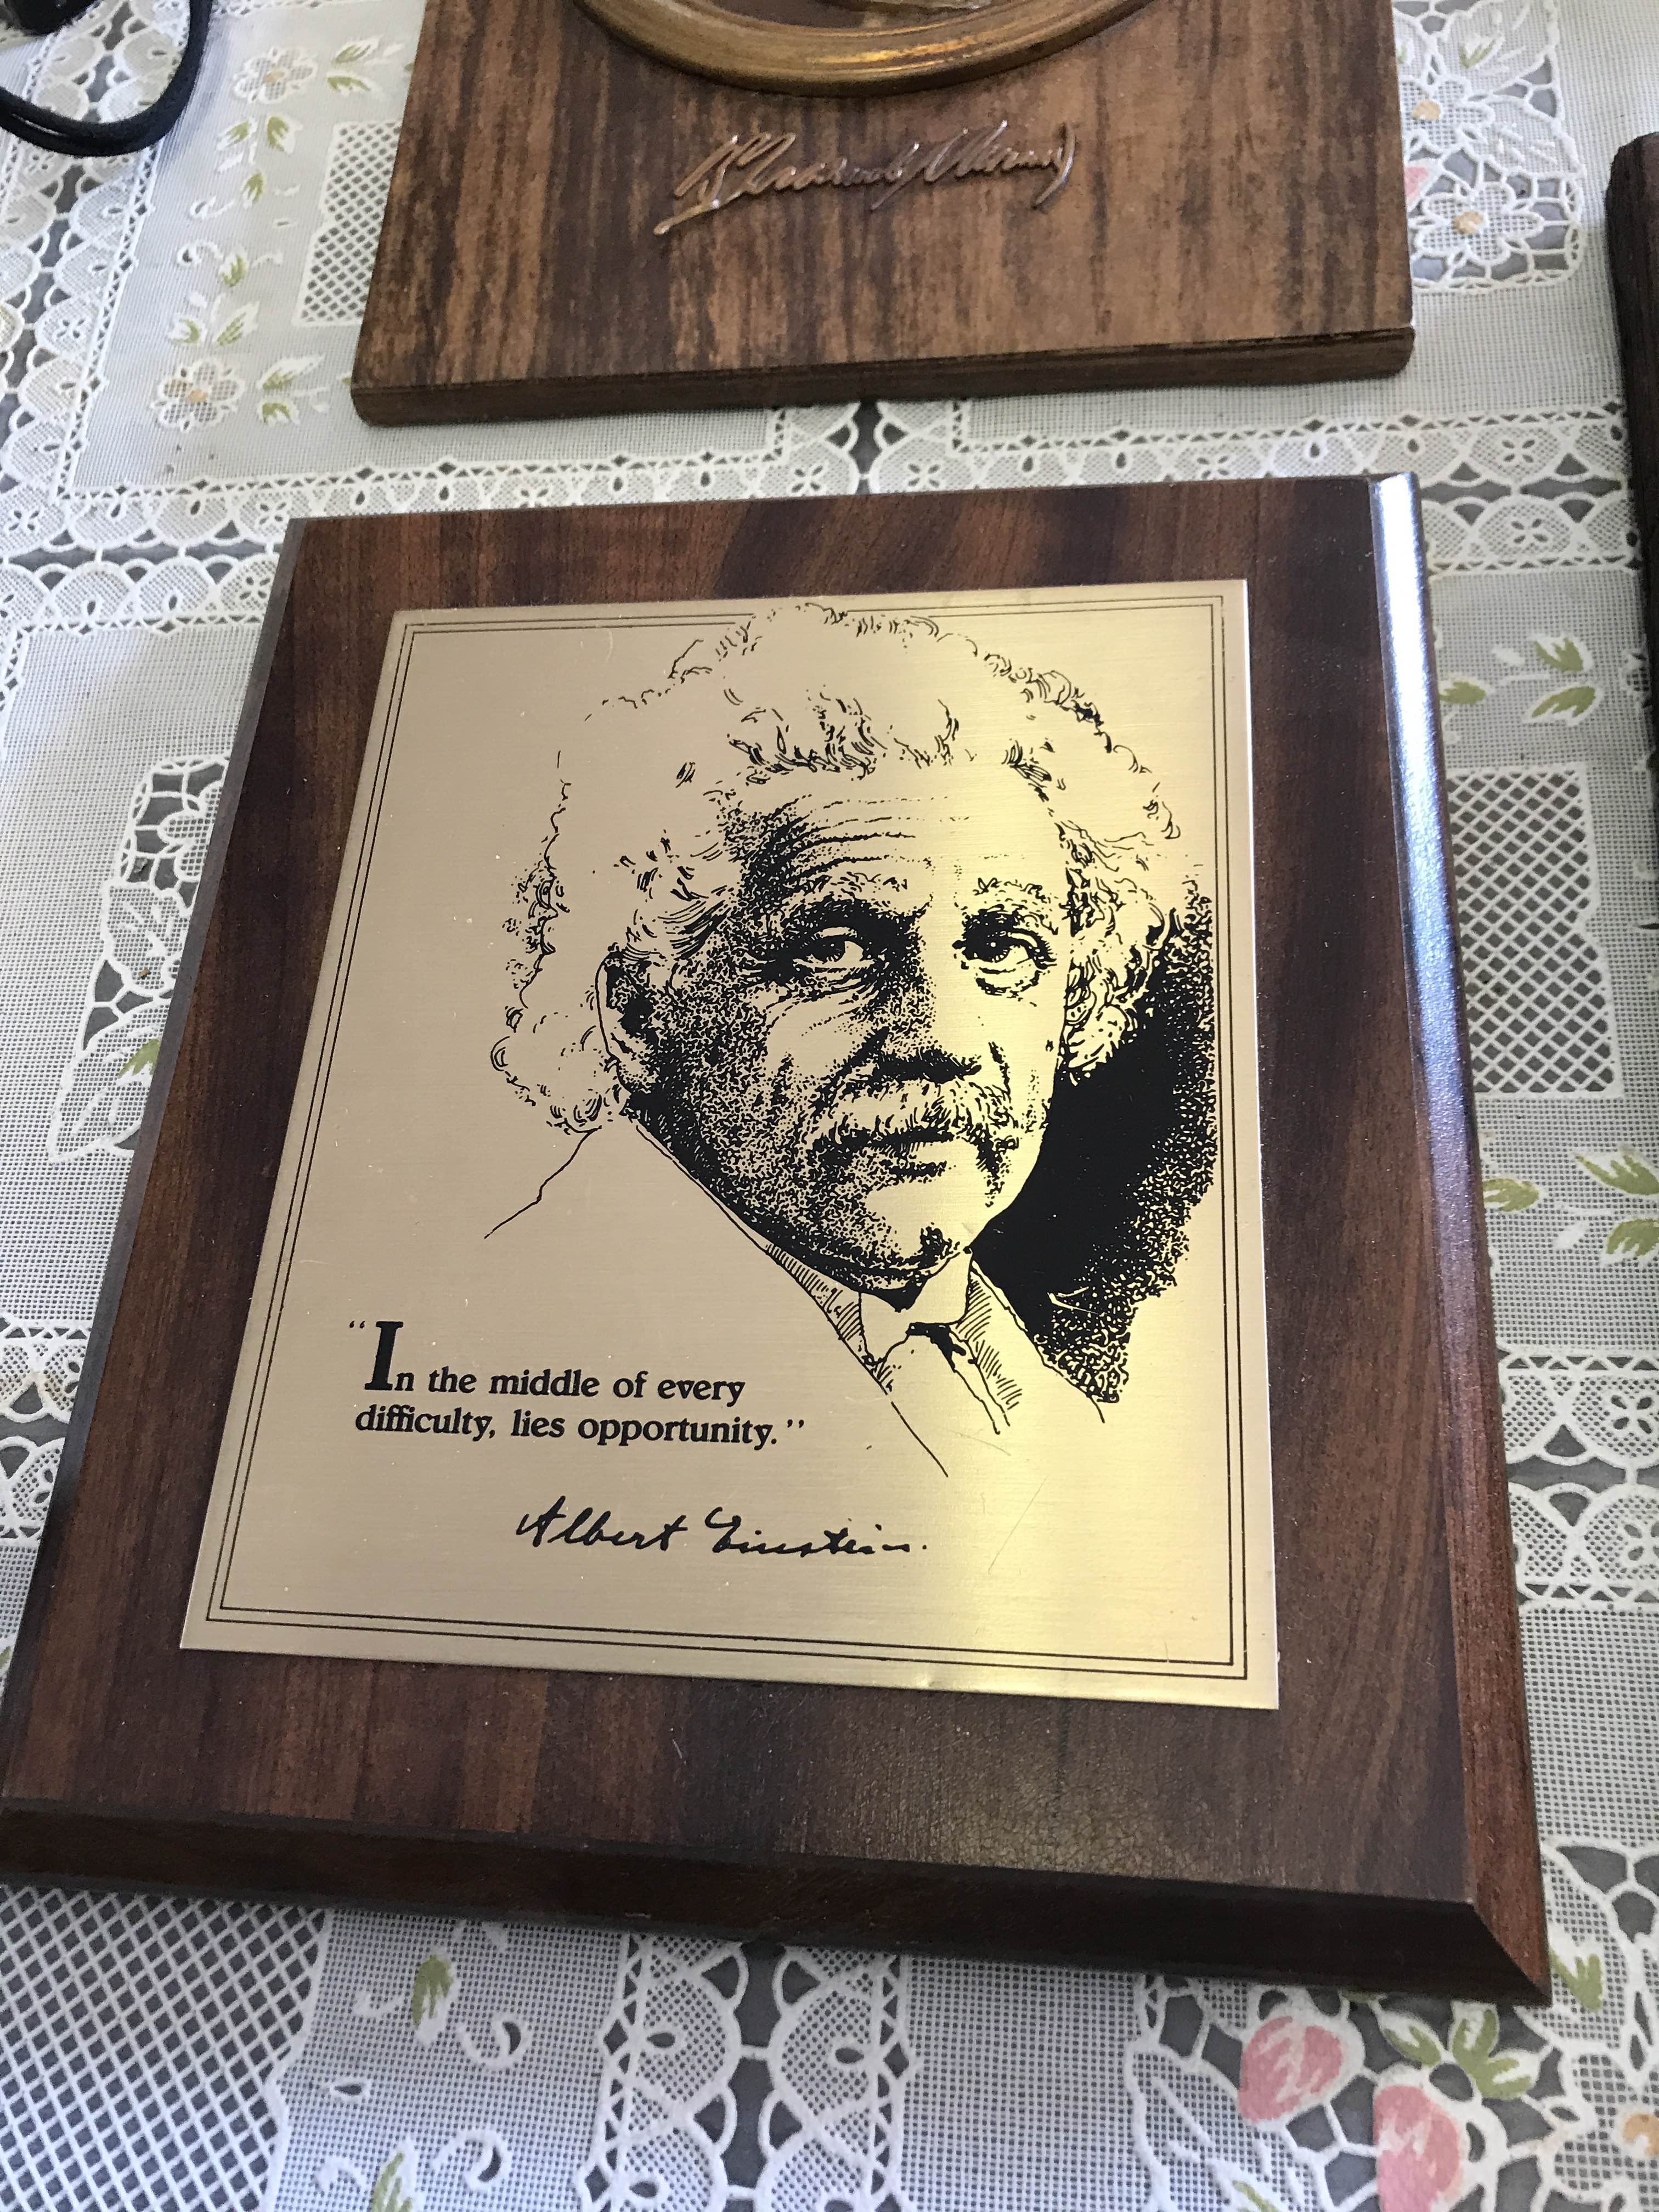 “In the middle of every
difficulty, lies opportunity.”
Albert Einstein.